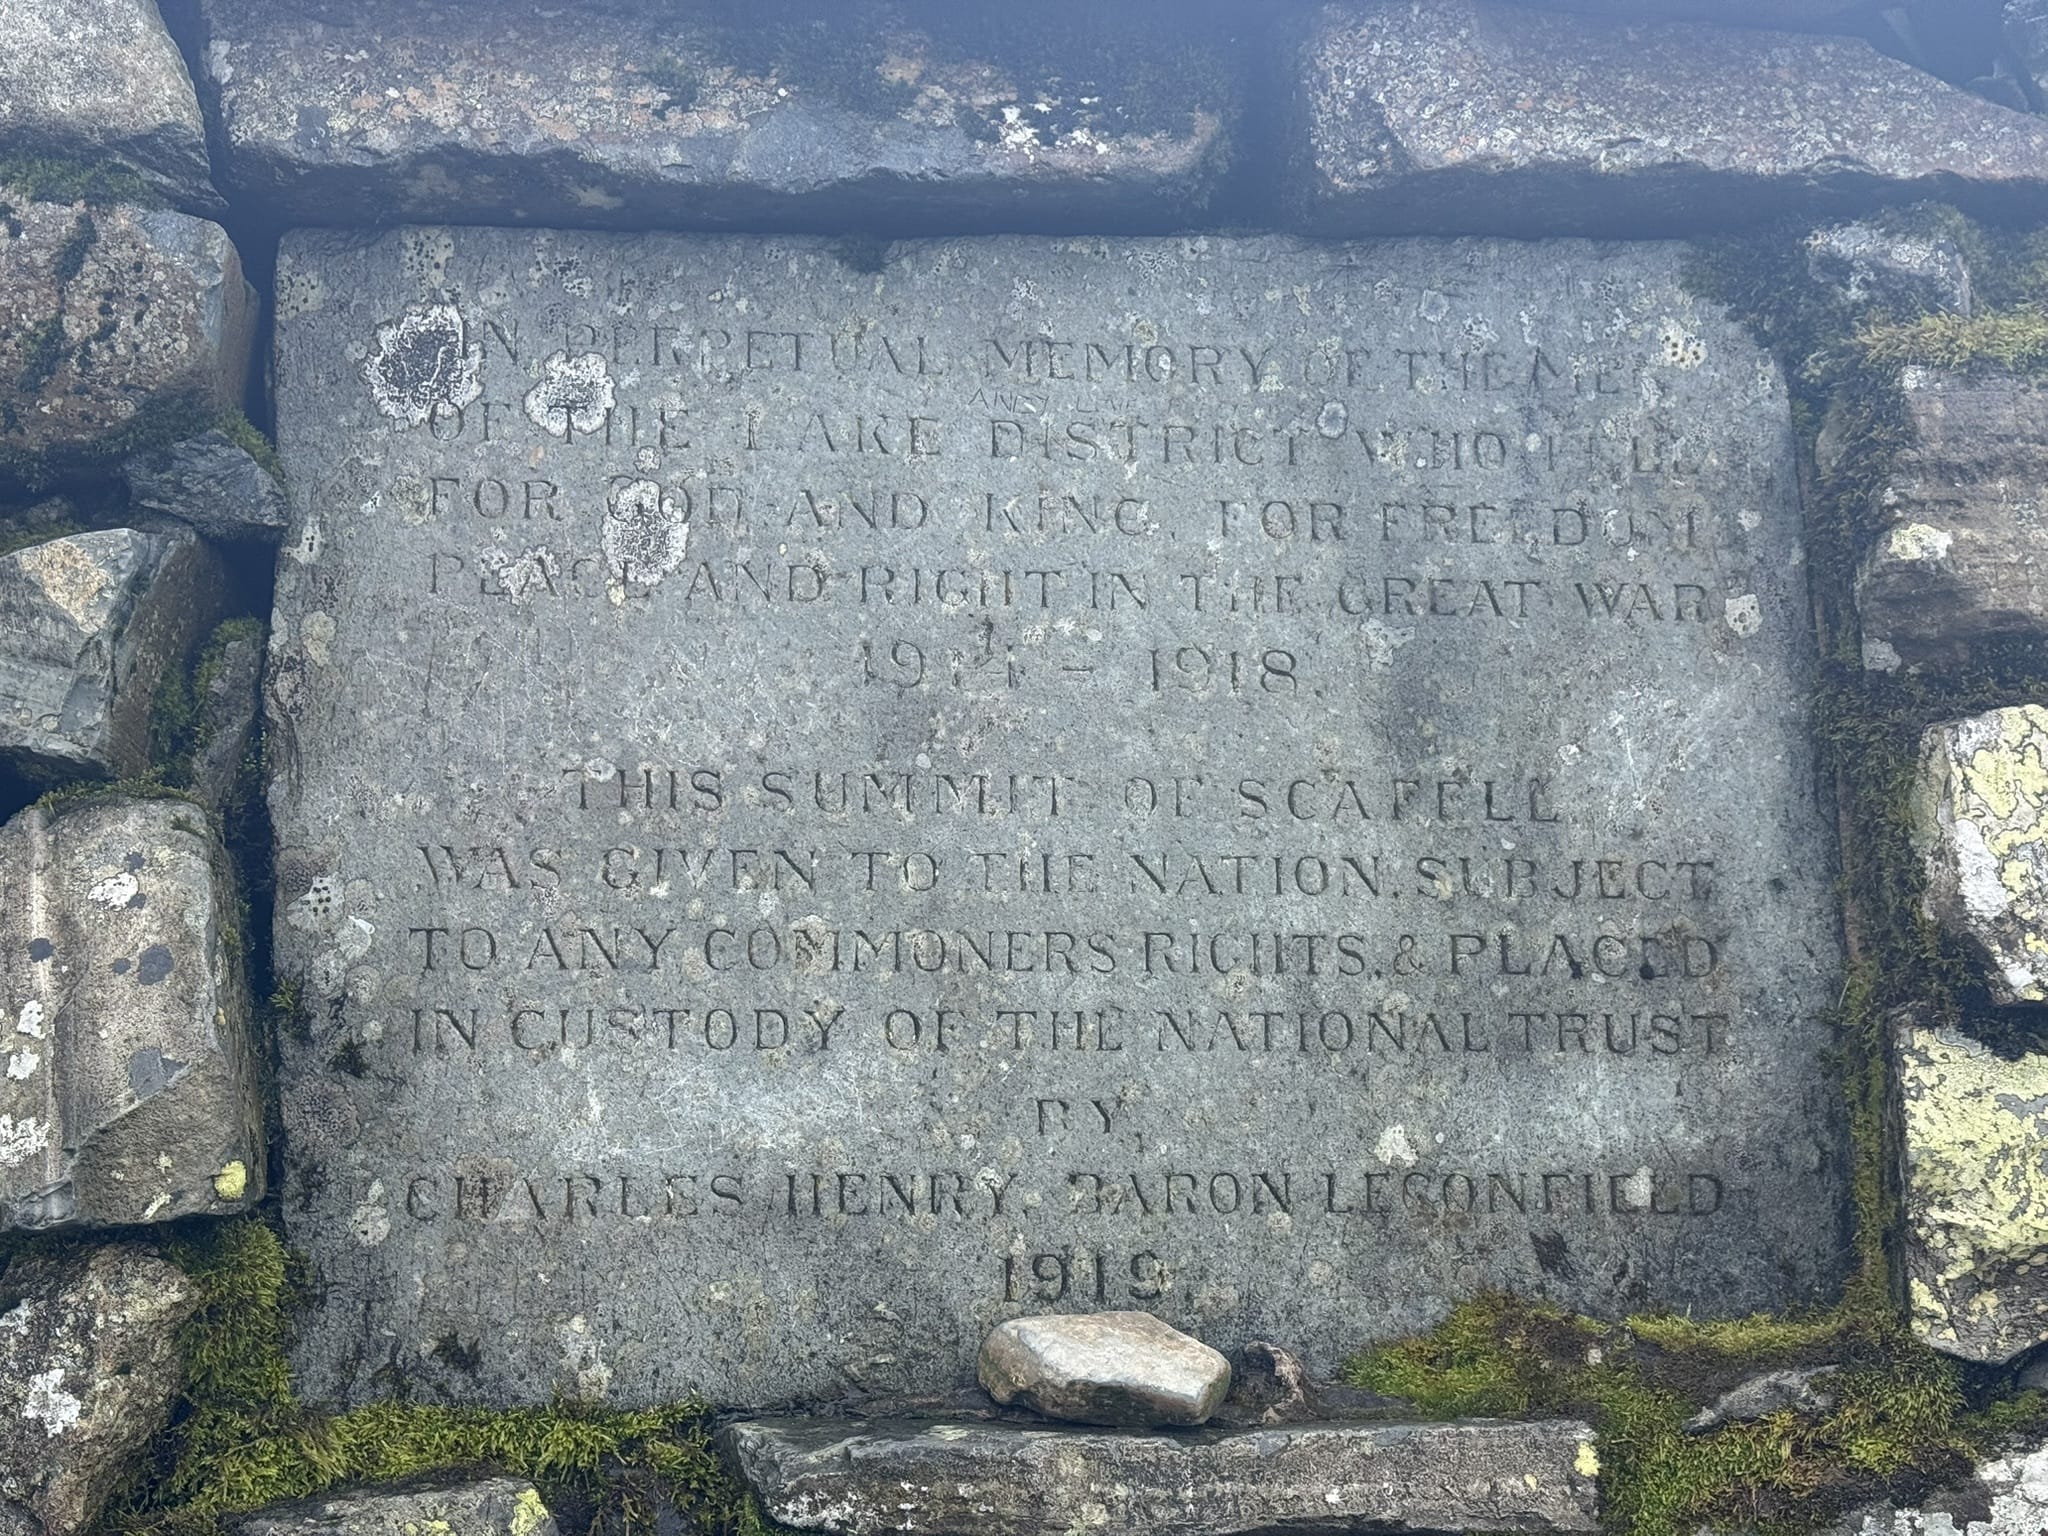 IN PERPETUAL MEMORY OF THE MEN
OF THE LAKE DISTRICT WHO FELL
FOR GOD AND KING, FOR FREEDOM
PEACE AND RIGHT IN THE GREAT WAR
1914 - 1918.
THIS SUMMIT OF SCAFELL
WAS GIVEN TO THE NATION, SUBJECT
TO ANY COMMONERS RIGHTS, & PLACED
IN CUSTODY OF THE NATIONAL TRUST
BY
CHARLES HENRY, BARON LECONFIELD
1919.